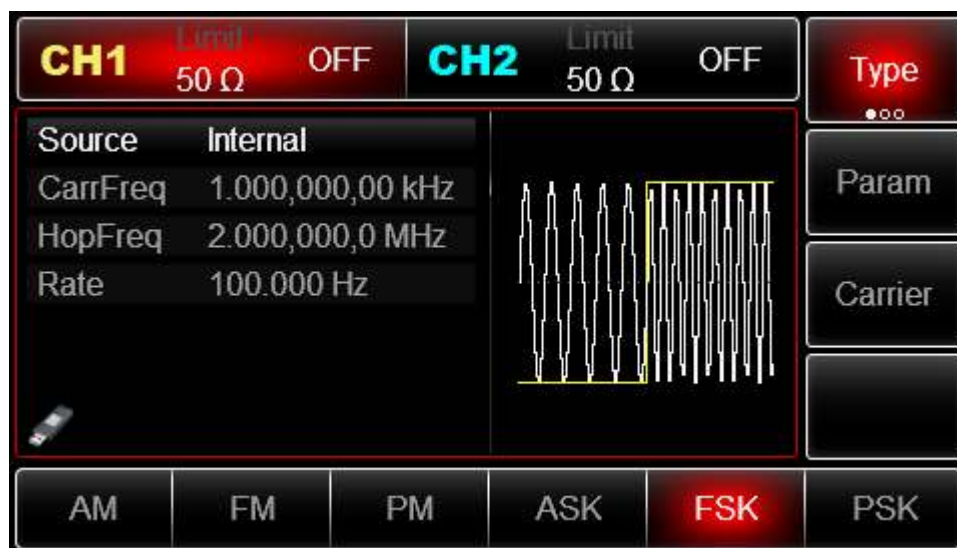 CH1 Limit 50 Ω OFF CH2 Limit 50 Ω OFF
Type
Source Internal
CarrFreq 1.000,000,00 kHz
HopFreq 2.000,000,0 MHz
Rate 100.000 Hz
Param
Carrier
AM FM PM ASK FSK PSK